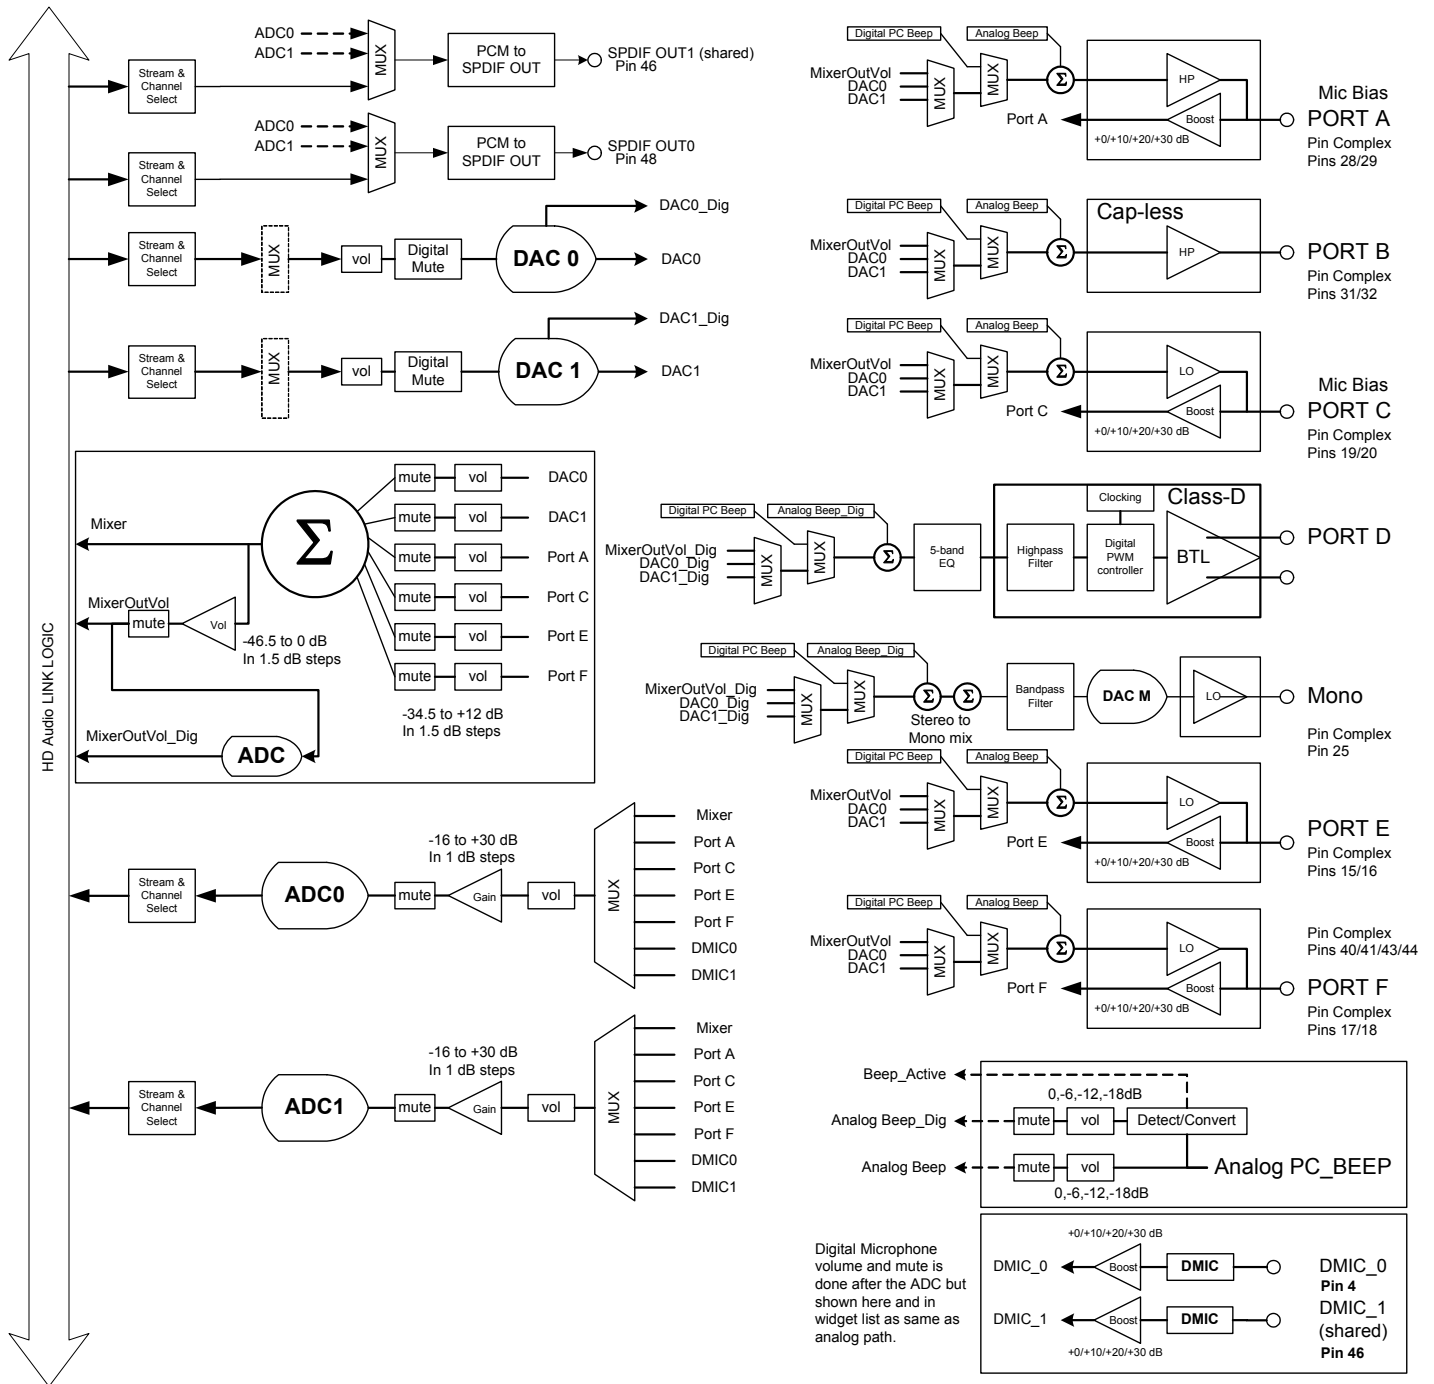 HD Audio LINK LOGIC
ADC0
ADC1
Stream &
Channel
Select
MUX
PCM to
SPDIF OUT
SPDIF OUT1 (shared)
Pin 46
ADC0
ADC1
Stream &
Channel
Select
MUX
PCM to
SPDIF OUT
SPDIF OUT0
Pin 48
Stream &
Channel
Select
MUX
vol
Digital
Mute
DAC 0
DAC0_Dig
DAC0
Stream &
Channel
Select
MUX
vol
Digital
Mute
DAC 1
DAC1_Dig
DAC1
Mixer
MixerOutVol
mute
Vol
-46.5 to 0 dB
In 1.5 dB steps
MixerOutVol_Dig
ADC
Σ
mute
vol
DAC0
mute
vol
DAC1
mute
vol
Port A
mute
vol
Port C
mute
vol
Port E
mute
vol
Port F
-34.5 to +12 dB
In 1.5 dB steps
Stream &
Channel
Select
ADC0
mute
-16 to +30 dB
In 1 dB steps
Gain
vol
MUX
Mixer
Port A
Port C
Port E
Port F
DMIC0
DMIC1
Stream &
Channel
Select
ADC1
mute
-16 to +30 dB
In 1 dB steps
Gain
vol
MUX
Mixer
Port A
Port C
Port E
Port F
DMIC0
DMIC1
Digital PC Beep
Analog Beep
MixerOutVol
DAC0
DAC1
MUX
MUX
Σ
HP
Port A
Boost
+0/+10/+20/+30 dB
Mic Bias
PORT A
Pin Complex
Pins 28/29
Digital PC Beep
Analog Beep
MixerOutVol
DAC0
DAC1
MUX
MUX
Σ
Cap-less
HP
PORT B
Pin Complex
Pins 31/32
Digital PC Beep
Analog Beep
MixerOutVol
DAC0
DAC1
MUX
MUX
Σ
LO
Port C
Boost
+0/+10/+20/+30 dB
Mic Bias
PORT C
Pin Complex
Pins 19/20
Digital PC Beep
Analog Beep_Dig
MixerOutVol_Dig
DAC0_Dig
DAC1_Dig
MUX
MUX
Σ
5-band
EQ
Highpass
Filter
Clocking
Digital
PWM
controller
Class-D
BTL
PORT D
Digital PC Beep
Analog Beep_Dig
MixerOutVol_Dig
DAC0_Dig
DAC1_Dig
MUX
MUX
Σ
Σ
Stereo to
Mono mix
Bandpass
Filter
DAC M
LO
Mono
Pin Complex
Pin 25
Digital PC Beep
Analog Beep
MixerOutVol
DAC0
DAC1
MUX
MUX
Σ
LO
Port E
Boost
+0/+10/+20/+30 dB
PORT E
Pin Complex
Pins 15/16
Digital PC Beep
Analog Beep
MixerOutVol
DAC0
DAC1
MUX
MUX
Σ
LO
Port F
Boost
+0/+10/+20/+30 dB
Pin Complex
Pins 40/41/43/44
PORT F
Pin Complex
Pins 17/18
Beep_Active
0,-6,-12,-18dB
Analog Beep_Dig
mute
vol
Detect/Convert
Analog Beep
mute
vol
Analog PC_BEEP
0,-6,-12,-18dB
Digital Microphone
volume and mute is
done after the ADC but
shown here and in
widget list as same as
analog path.
+0/+10/+20/+30 dB
DMIC_0
Boost
DMIC
DMIC_0
Pin 4
DMIC_1
Boost
DMIC
DMIC_1
(shared)
Pin 46
+0/+10/+20/+30 dB